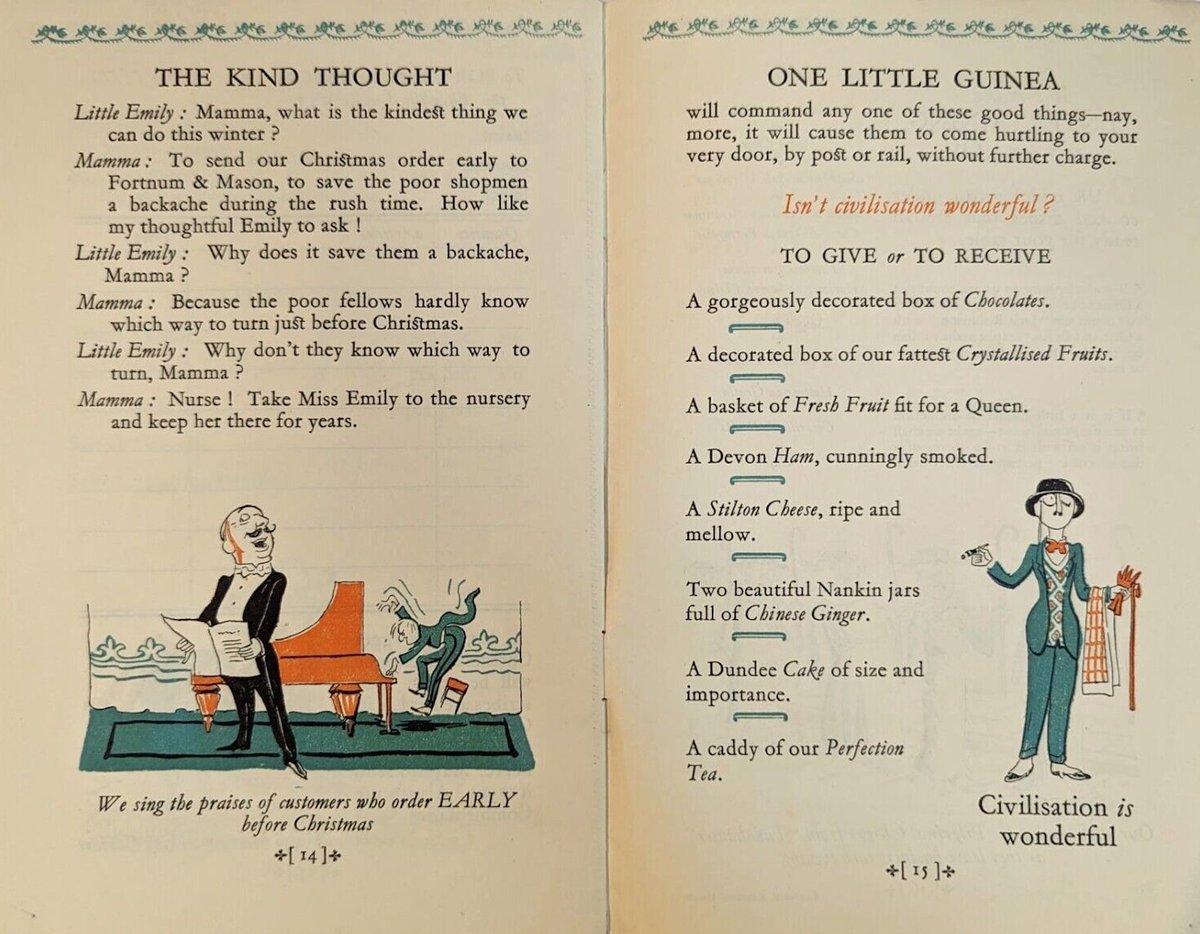 THE KIND THOUGHT
Little Emily : Mamma, what is the kindest thing we
can do this winter ?
Mamma : To send our Christmas order early to
Fortnum & Mason, to save the poor shopmen
a backache during the rush time. How like
my thoughtful Emily to ask !
Little Emily : Why does it save them a backache,
Mamma ?
Mamma : Because the poor fellows hardly know
which way to turn just before Christmas.
Little Emily : Why don't they know which way to
turn, Mamma ?
Mamma : Nurse ! Take Miss Emily to the nursery
and keep her there for years.
We sing the praises of customers who order EARLY
before Christmas
[ 14 ]
ONE LITTLE GUINEA
will command any one of these good things—nay,
more, it will cause them to come hurtling to your
very door, by post or rail, without further charge.
Isn't civilisation wonderful ?
TO GIVE or TO RECEIVE
A gorgeously decorated box of Chocolates.
A decorated box of our fattest Crystallised Fruits.
A basket of Fresh Fruit fit for a Queen.
A Devon Ham, cunningly smoked.
A Stilton Cheese, ripe and
mellow.
Two beautiful Nankin jars
full of Chinese Ginger.
A Dundee Cake of size and
importance.
A caddy of our Perfection
Tea.
Civilisation is
wonderful
[ 15 ]